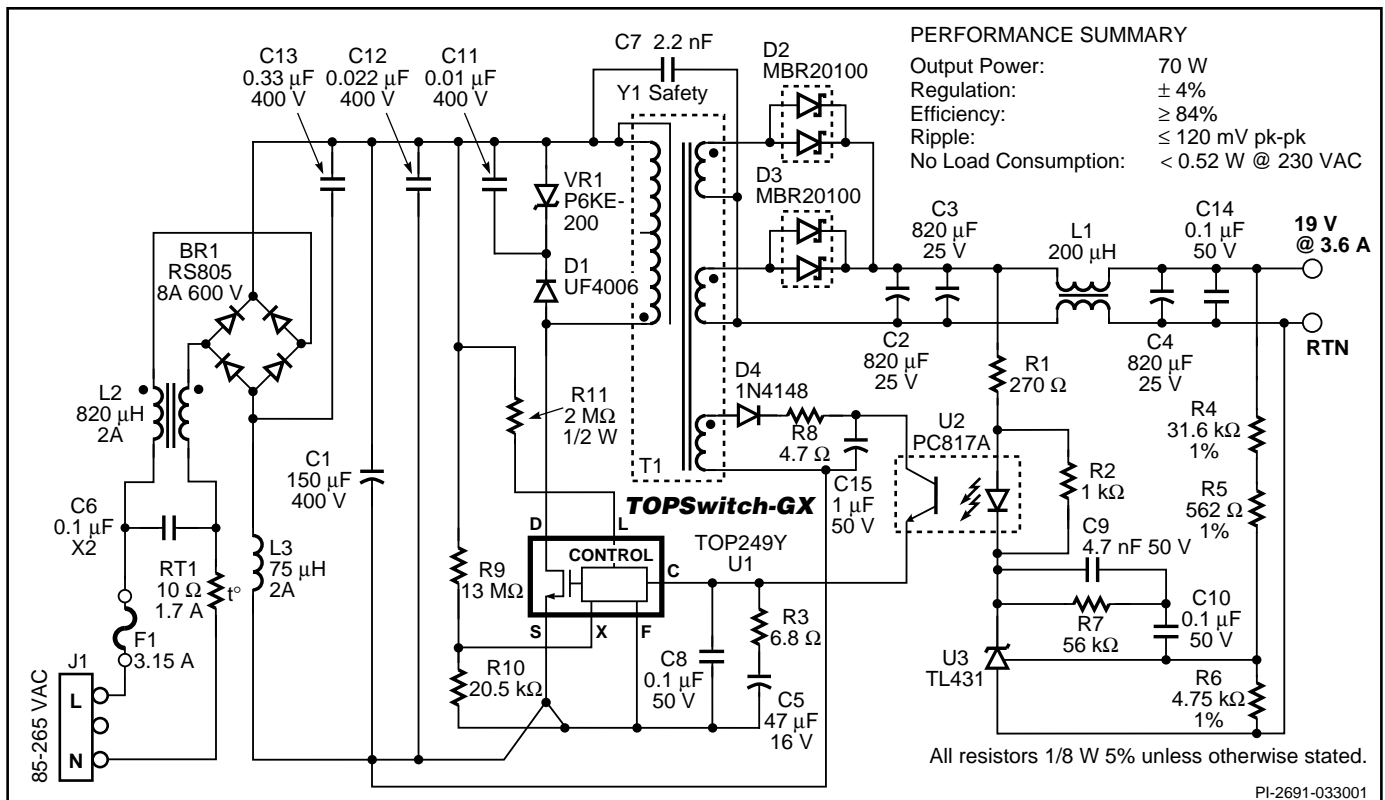 PERFORMANCE SUMMARY
Output Power: 70 W
Regulation: ± 4%
Efficiency: ≥ 84%
Ripple: ≤ 120 mV pk-pk
No Load Consumption: < 0.52 W @ 230 VAC
C13
0.33 µF
400 V
C12
0.022 µF
400 V
C11
0.01 µF
400 V
C7 2.2 nF
Y1 Safety
D2
MBR20100
D3
MBR20100
VR1
P6KE-
200
D1
UF4006
BR1
RS805
8A 600 V
C3
820 µF
25 V
L1
200 µH
C14
0.1 µF
50 V
19 V
@ 3.6 A
RTN
C2
820 µF
25 V
C4
820 µF
25 V
R1
270 Ω
L2
820 µH
2A
R11
2 MΩ
1/2 W
D4
1N4148
R8
4.7 Ω
C15
1 µF
50 V
U2
PC817A
R2
1 kΩ
R4
31.6 kΩ
1%
R5
562 Ω
1%
C1
150 µF
400 V
T1
TOPSwitch-GX
D
L
CONTROL
C
S
X
F
TOP249Y
U1
C9
4.7 nF 50 V
C6
0.1 µF
X2
RT1
10 Ω
1.7 A
t°
L3
75 µH
2A
R9
13 MΩ
R3
6.8 Ω
R7
56 kΩ
C10
0.1 µF
50 V
F1
3.15 A
J1
L
N
85-265 VAC
R10
20.5 kΩ
C8
0.1 µF
50 V
C5
47 µF
16 V
U3
TL431
R6
4.75 kΩ
1%
All resistors 1/8 W 5% unless otherwise stated.
PI-2691-033001